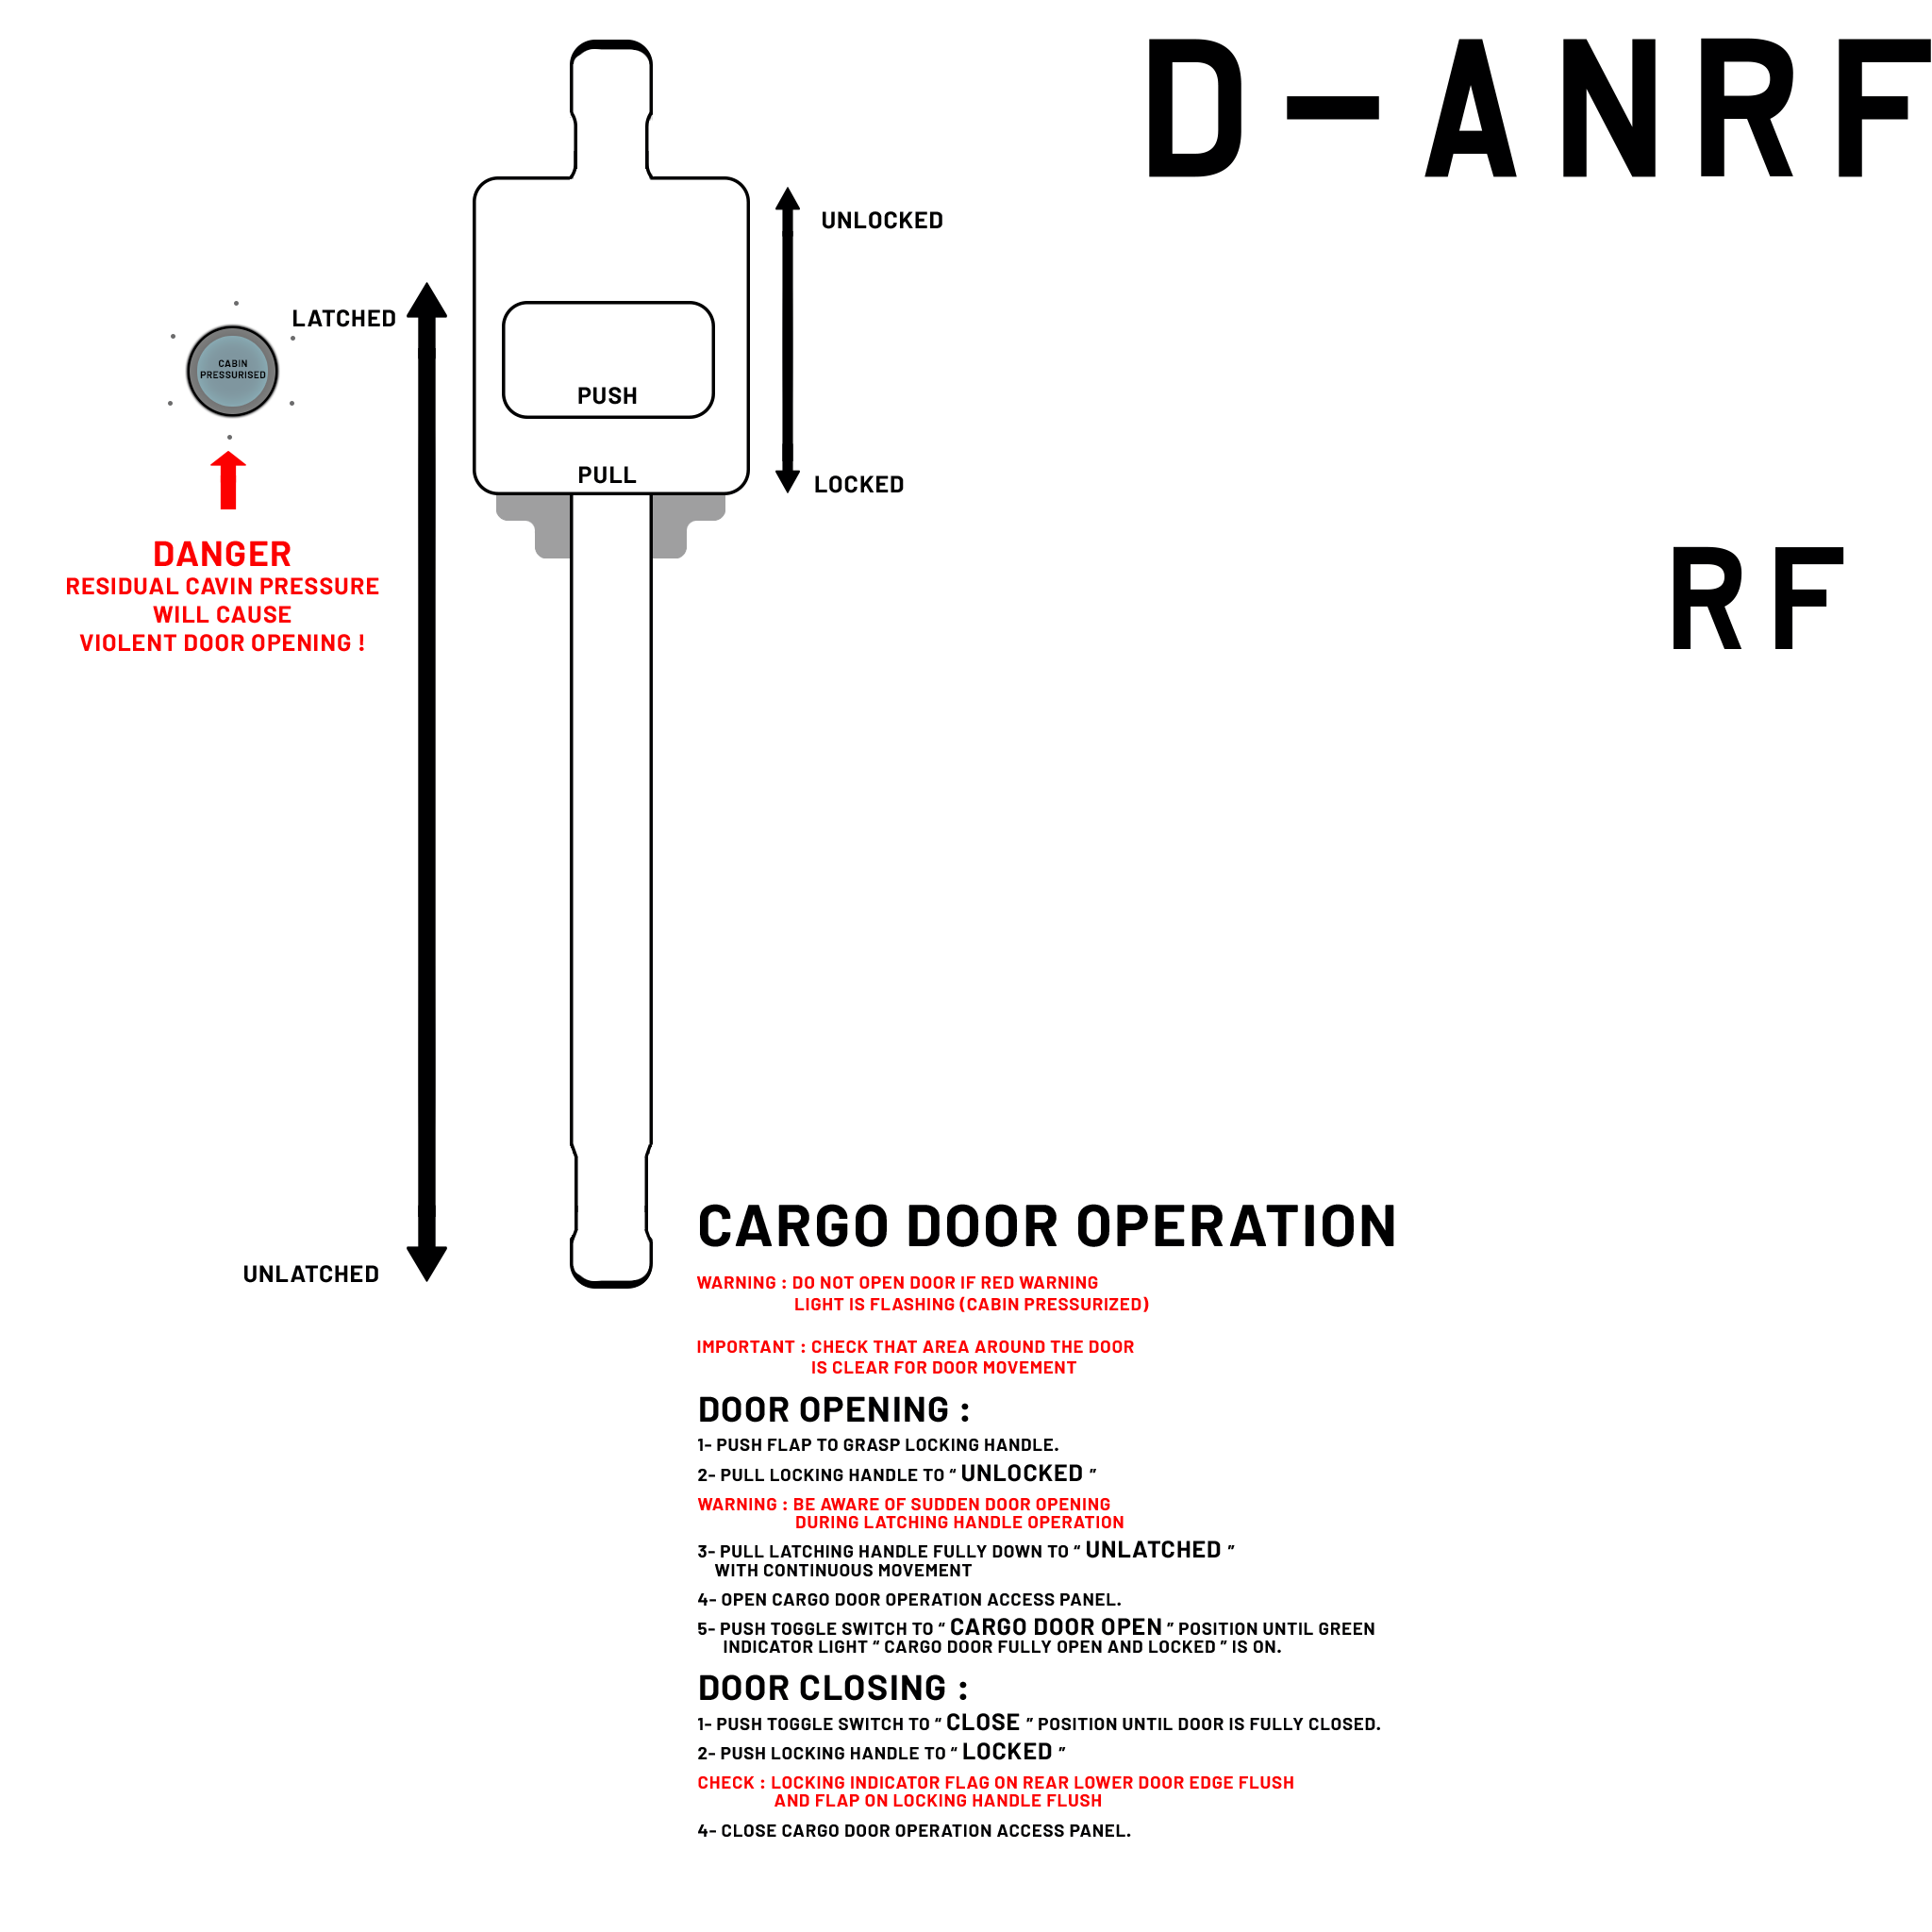 D-ANRF
UNLOCKED
LATCHED
CABIN
PRESSURISED
PUSH
PULL
LOCKED
DANGER
RESIDUAL CAVIN PRESSURE
WILL CAUSE
VIOLENT DOOR OPENING !
RF
UNLATCHED
CARGO DOOR OPERATION
WARNING : DO NOT OPEN DOOR IF RED WARNING
LIGHT IS FLASHING (CABIN PRESSURIZED)
IMPORTANT : CHECK THAT AREA AROUND THE DOOR
IS CLEAR FOR DOOR MOVEMENT
DOOR OPENING :
1- PUSH FLAP TO GRASP LOCKING HANDLE.
2- PULL LOCKING HANDLE TO “ UNLOCKED ”
WARNING : BE AWARE OF SUDDEN DOOR OPENING
DURING LATCHING HANDLE OPERATION
3- PULL LATCHING HANDLE FULLY DOWN TO “ UNLATCHED ”
WITH CONTINUOUS MOVEMENT
4- OPEN CARGO DOOR OPERATION ACCESS PANEL.
5- PUSH TOGGLE SWITCH TO “ CARGO DOOR OPEN ” POSITION UNTIL GREEN
INDICATOR LIGHT “ CARGO DOOR FULLY OPEN AND LOCKED ” IS ON.
DOOR CLOSING :
1- PUSH TOGGLE SWITCH TO “ CLOSE ” POSITION UNTIL DOOR IS FULLY CLOSED.
2- PUSH LOCKING HANDLE TO “ LOCKED ”
CHECK : LOCKING INDICATOR FLAG ON REAR LOWER DOOR EDGE FLUSH
AND FLAP ON LOCKING HANDLE FLUSH
4- CLOSE CARGO DOOR OPERATION ACCESS PANEL.